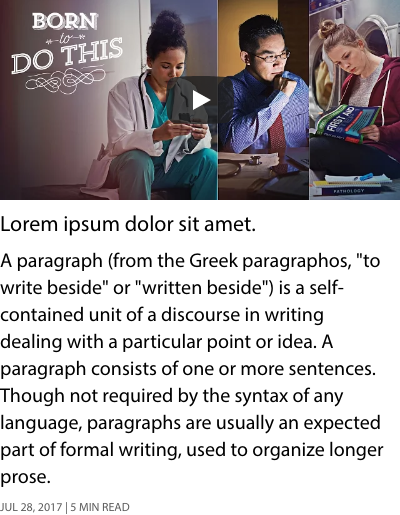 BORN
to
DO THIS
FIRST AID
PATHOLOGY
Lorem ipsum dolor sit amet.
A paragraph (from the Greek paragraphos, "to
write beside" or "written beside") is a self-
contained unit of a discourse in writing
dealing with a particular point or idea. A
paragraph consists of one or more sentences.
Though not required by the syntax of any
language, paragraphs are usually an expected
part of formal writing, used to organize longer
prose.
JUL 28, 2017 | 5 MIN READ